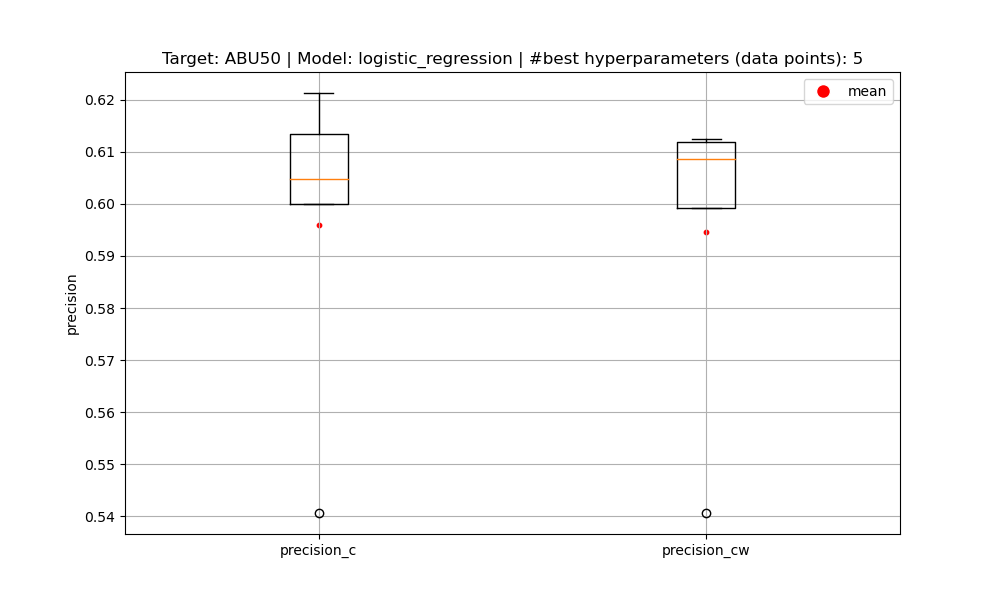 Target: ABU50 | Model: logistic_regression | #best hyperparameters (data points): 5
mean
0.62
0.61
0.60
0.59
0.58
0.57
0.56
0.55
0.54
precision
precision_c
precision_cw